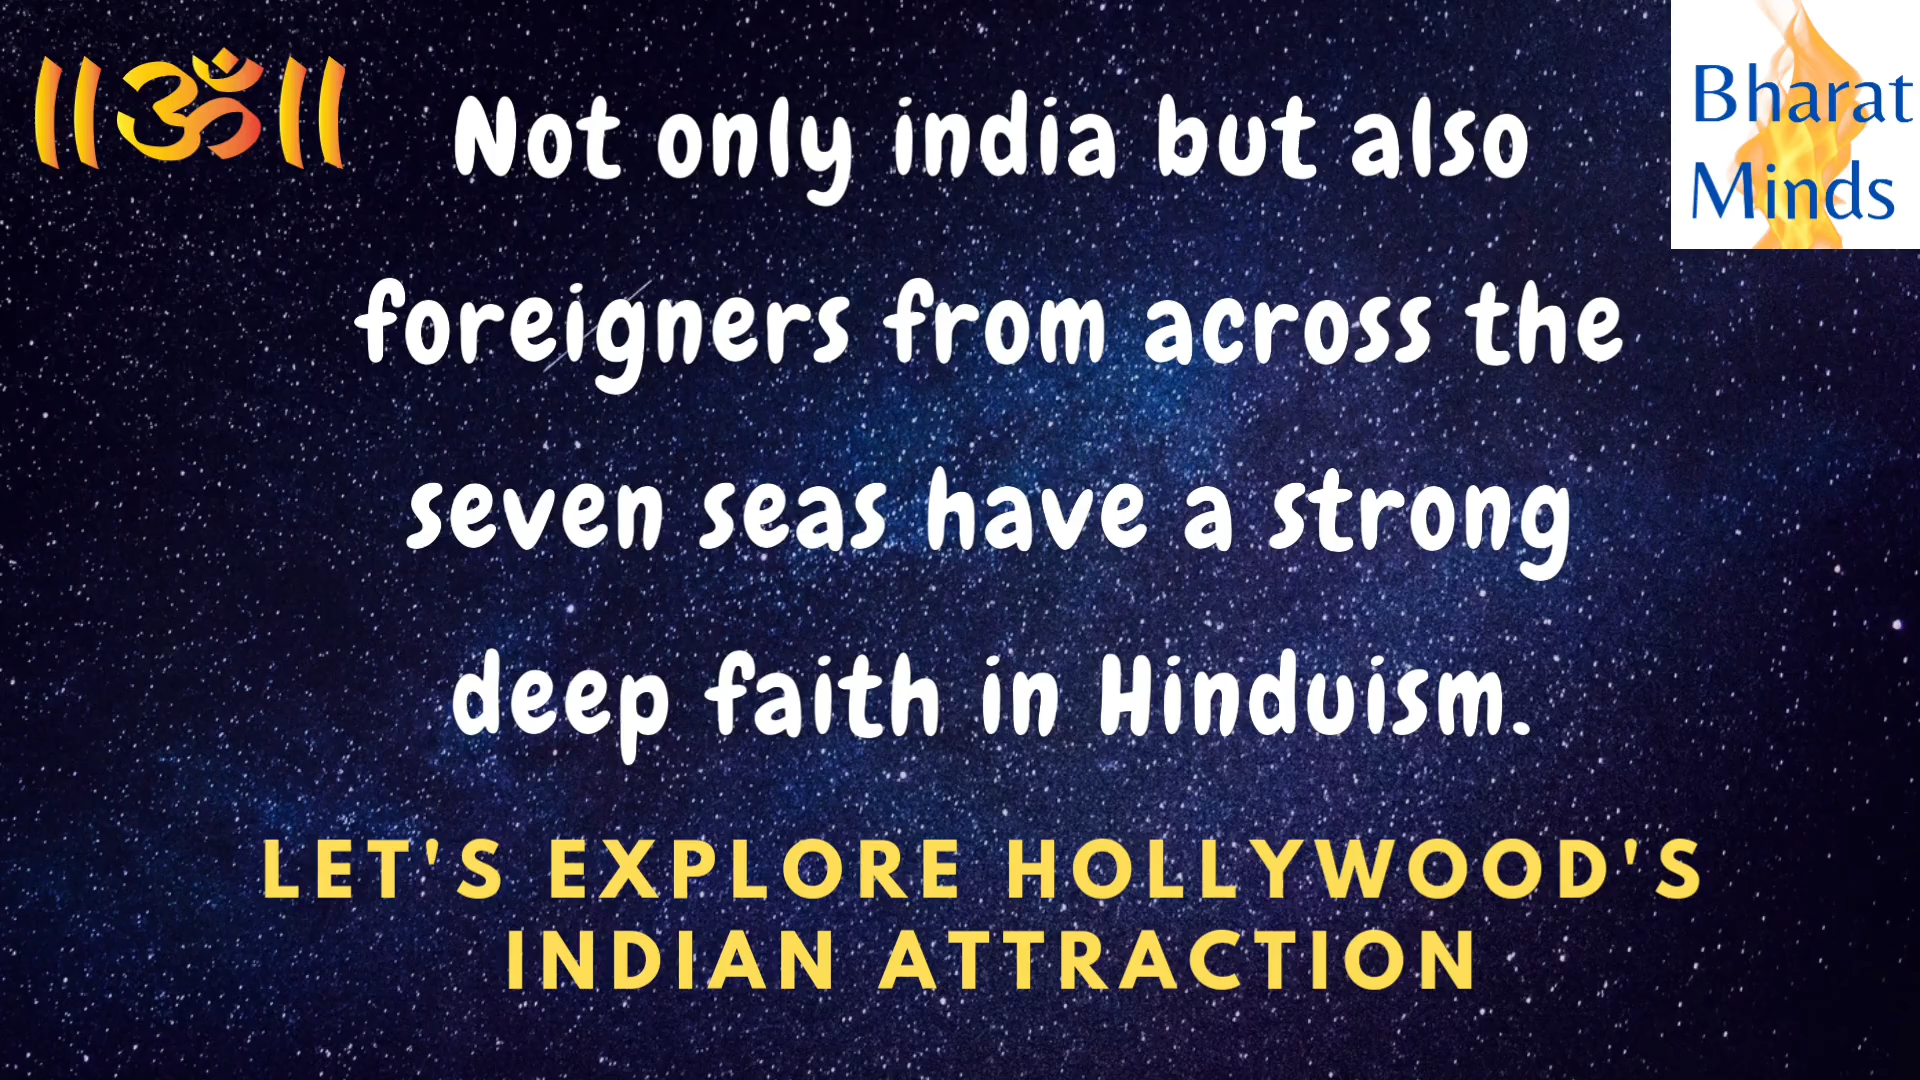 ||ॐ||
Not only india but also
foreigners from across the
seven seas have a strong
deep faith in Hinduism.
LET'S EXPLORE HOLLYWOOD'S
INDIAN ATTRACTION
Bharat
Minds